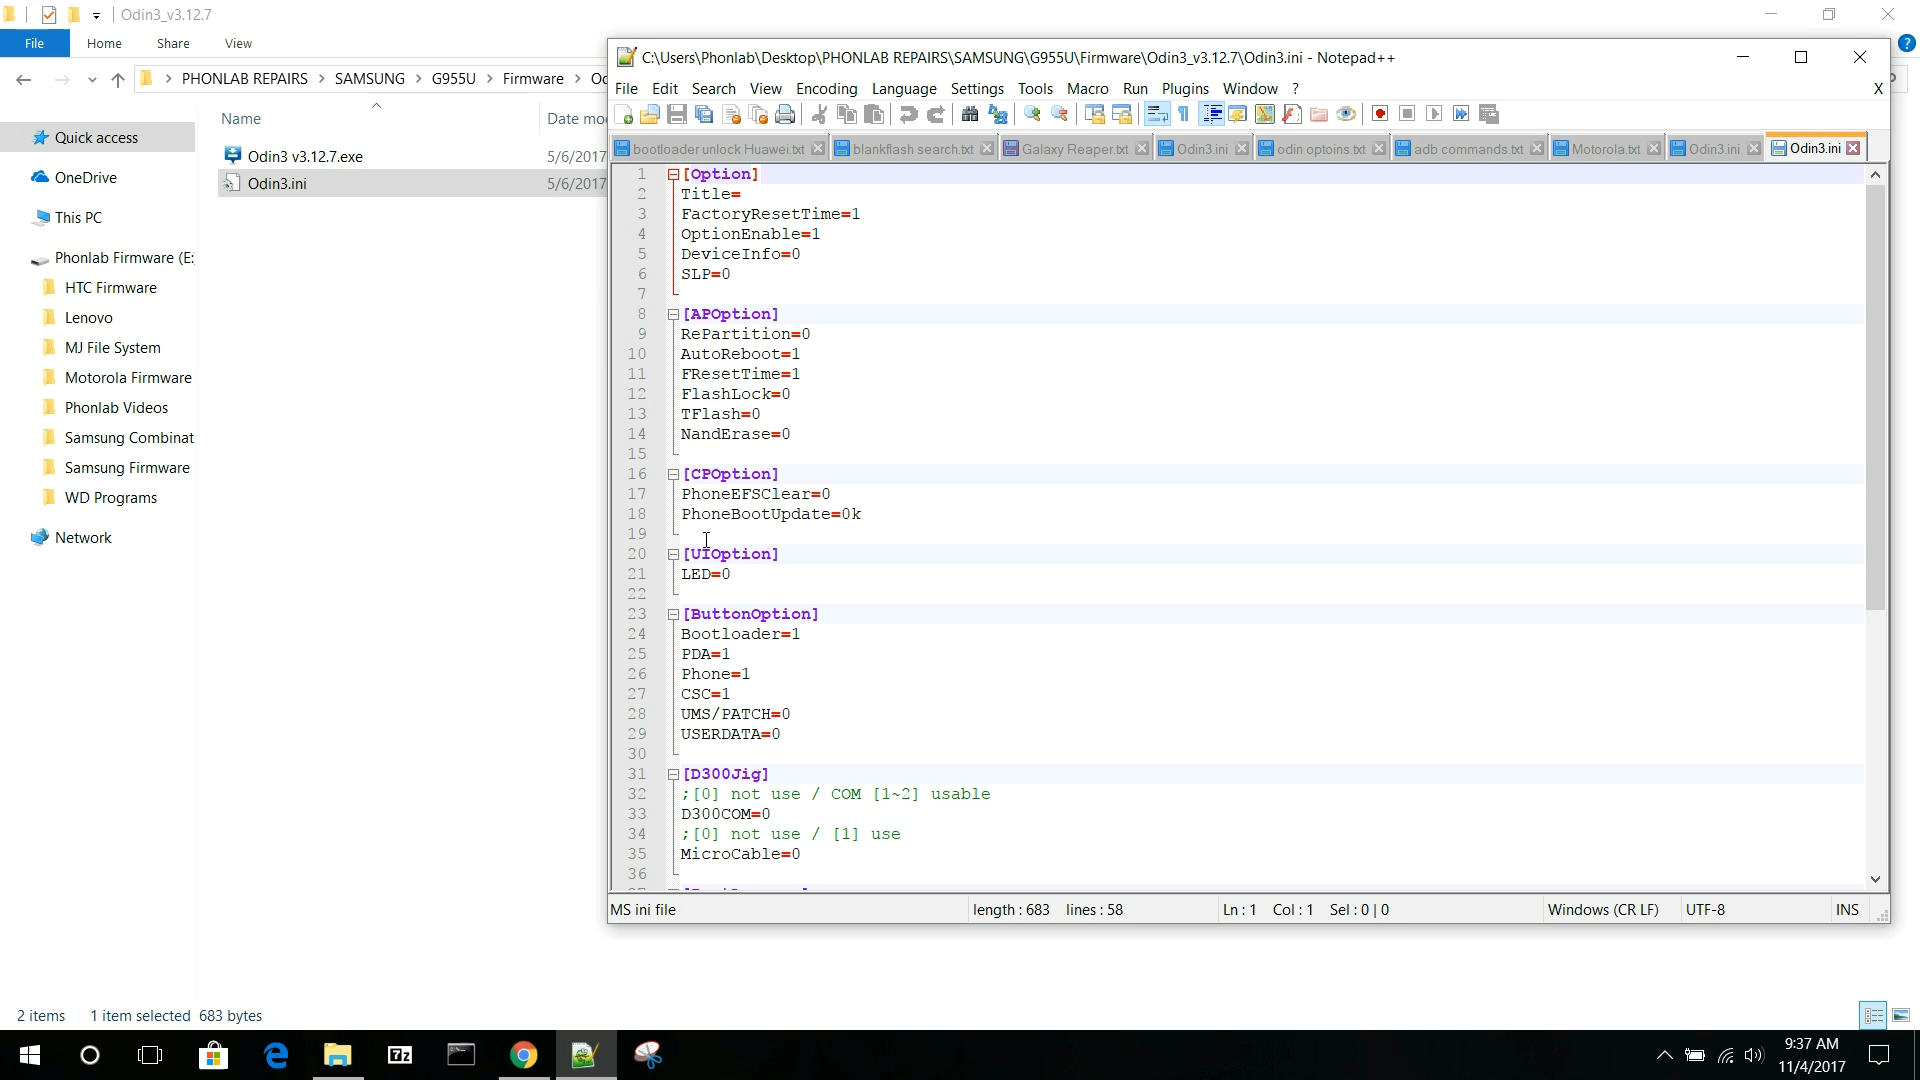 Odin3_v3.12.7
File Home Share View
PHONLAB REPAIRS > SAMSUNG > G955U > Firmware >
Name Date
Quick access
OneDrive
This PC
Phonlab Firmware (E:
HTC Firmware
Lenovo
MJ File System
Motorola Firmware
Phonlab Videos
Samsung Combinat
Samsung Firmware
WD Programs
Network
Odin3 v3.12.7.exe 5/6/2017
Odin3.ini 5/6/2017
C:\Users\Phonlab\Desktop\PHONLAB REPAIRS\SAMSUNG\G955U\Firmware\Odin3_v3.12.7\Odin3.ini - Notepad++
File Edit Search View Encoding Language Settings Tools Macro Run Plugins Window ? X
bootloader unlock Huawei.txt blankflash search.txt Galaxy Reaper.txt Odin3.ini odin optoins.txt adb commands.txt Motorola.txt Odin3.ini Odin3.ini
1 [Option]
2 Title=
3 FactoryResetTime=1
4 OptionEnable=1
5 DeviceInfo=0
6 SLP=0
7
8 [APOption]
9 RePartition=0
10 AutoReboot=1
11 FResetTime=1
12 FlashLock=0
13 TFlash=0
14 NandErase=0
15
16 [CPOption]
17 PhoneEFSClear=0
18 PhoneBootUpdate=0k
19
20 [UIOption]
21 LED=0
22
23 [ButtonOption]
24 Bootloader=1
25 PDA=1
26 Phone=1
27 CSC=1
28 UMS/PATCH=0
29 USERDATA=0
30
31 [D300Jig]
32 ;[0] not use / COM [1~2] usable
33 D300COM=0
34 ;[0] not use / [1] use
35 MicroCable=0
36
MS ini file length : 683 lines : 58 Ln : 1 Col : 1 Sel : 0 | 0 Windows (CR LF) UTF-8 INS
2 items 1 item selected 683 bytes
7z
9:37 AM
11/4/2017